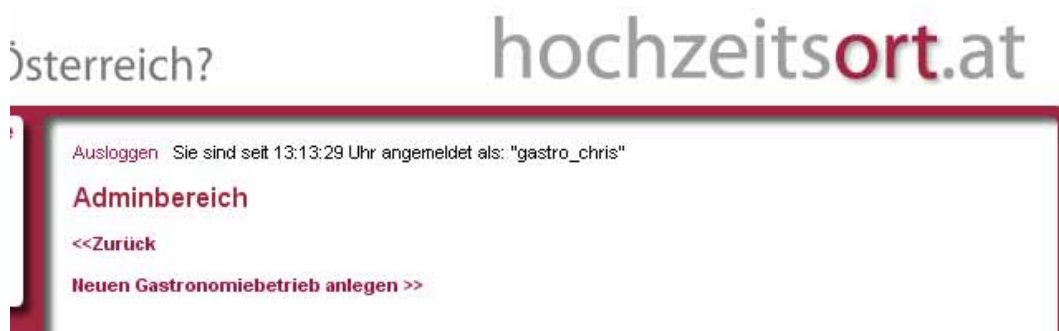 sterreich?
hochzeitsort.at
e
Ausloggen Sie sind seit 13:13:29 Uhr angemeldet als: "gastro_chris"
Adminbereich
<<Zurück
Neuen Gastronomiebetrieb anlegen >>